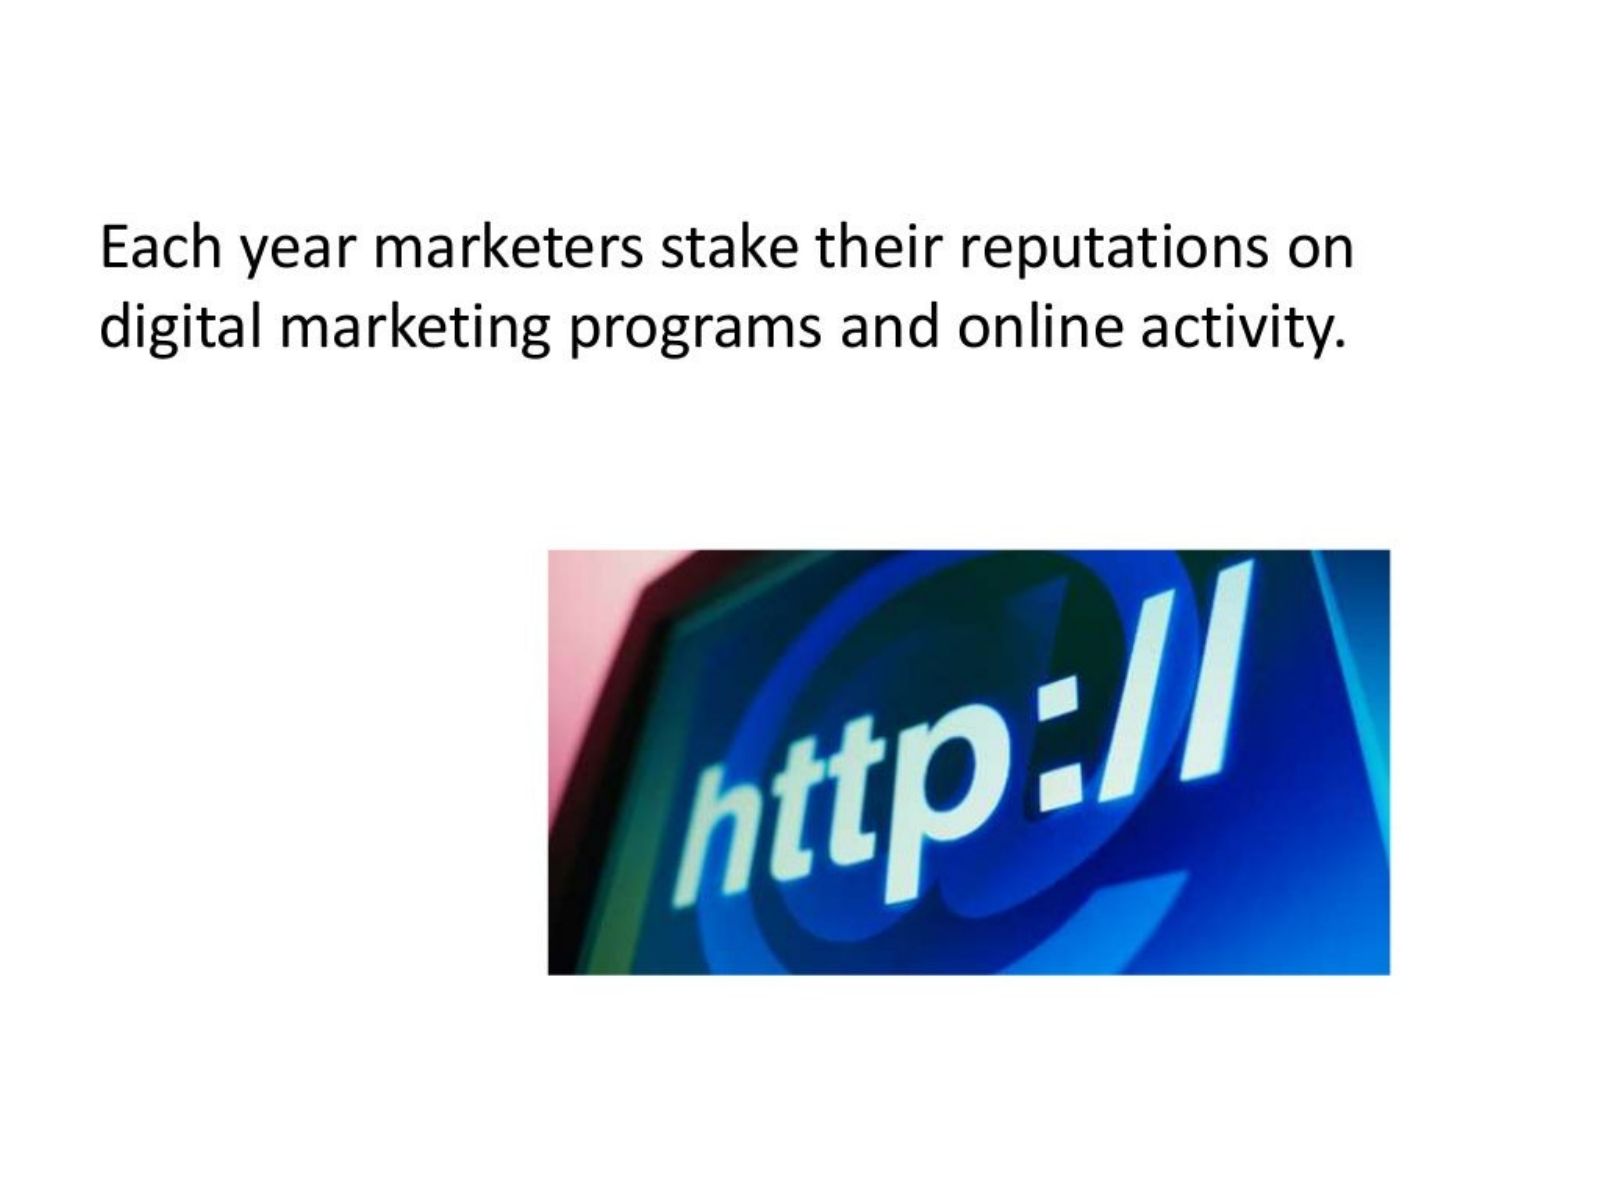 Each year marketers stake their reputations on
digital marketing programs and online activity.
http://